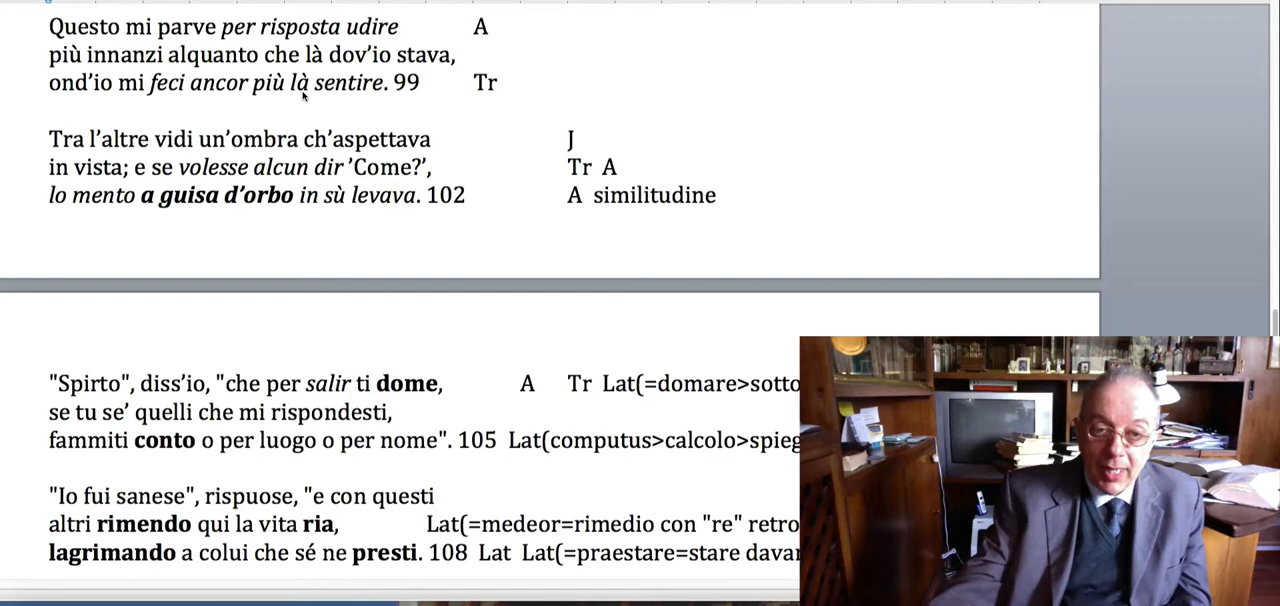 Questo mi parve per risposta udire A
più innanzi alquanto che là dov'io stava,
ond'io mi feci ancor più là sentire. 99 Tr
Tra l'altre vidi un'ombra ch'aspettava J
in vista; e se volesse alcun dir 'Come?', Tr A
lo mento a guisa d'orbo in sù levava. 102 A similitudine
"Spirto", diss'io, "che per salir ti dome, A Tr Lat(=domare>sotto
se tu se' quelli che mi rispondesti,
fammiti conto o per luogo o per nome". 105 Lat(computus>calcolo>spieg
"Io fui sanese", rispuose, "e con questi
altri rimendo qui la vita ria, Lat(=medeor=rimedio con "re" retro
lagrimando a colui che sé ne presti. 108 Lat Lat(=praestare=stare davan